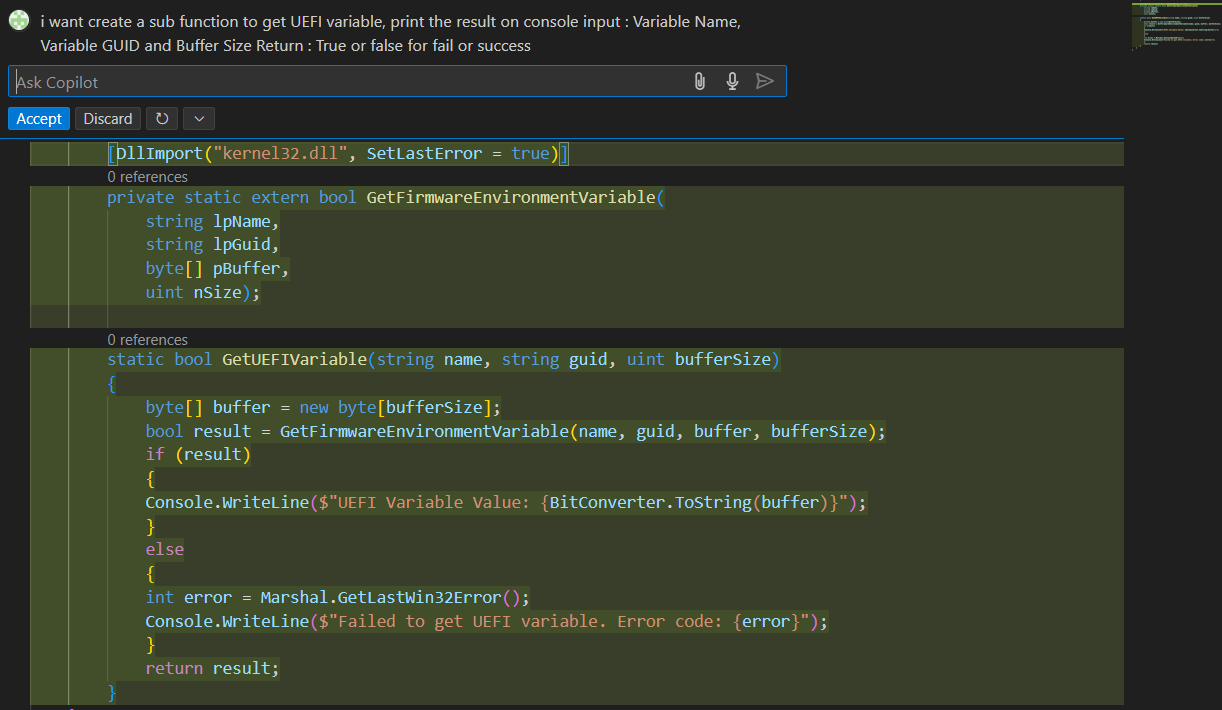 i want create a sub function to get UEFI variable, print the result on console input : Variable Name,
Variable GUID and Buffer Size Return : True or false for fail or success
Ask Copilot
Accept Discard
[DllImport("kernel32.dll", SetLastError = true)]
0 references
private static extern bool GetFirmwareEnvironmentVariable(
string lpName,
string lpGuid,
byte[] pBuffer,
uint nSize);
0 references
static bool GetUEFIVariable(string name, string guid, uint bufferSize)
{
byte[] buffer = new byte[bufferSize];
bool result = GetFirmwareEnvironmentVariable(name, guid, buffer, bufferSize);
if (result)
{
Console.WriteLine($"UEFI Variable Value: {BitConverter.ToString(buffer)}");
}
else
{
int error = Marshal.GetLastWin32Error();
Console.WriteLine($"Failed to get UEFI variable. Error code: {error}");
}
return result;
}